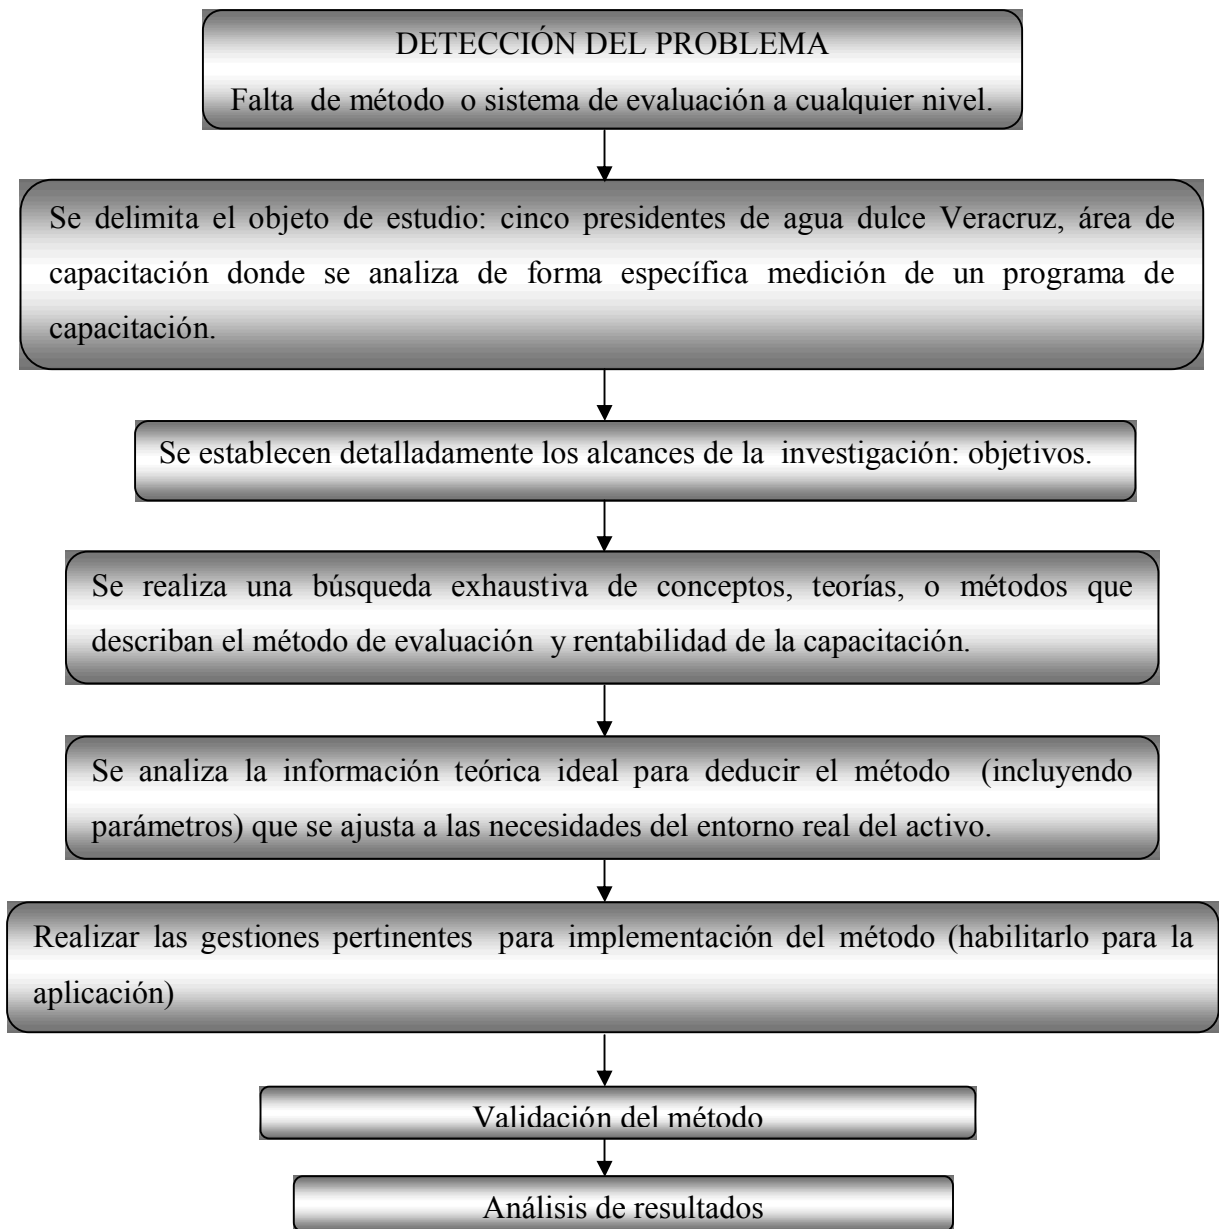 DETECCIÓN DEL PROBLEMA
Falta de método o sistema de evaluación a cualquier nivel.
Se delimita el objeto de estudio: cinco presidentes de agua dulce Veracruz, área de
capacitación donde se analiza de forma específica medición de un programa de
capacitación.
Se establecen detalladamente los alcances de la investigación: objetivos.
Se realiza una búsqueda exhaustiva de conceptos, teorías, o métodos que
describan el método de evaluación y rentabilidad de la capacitación.
Se analiza la información teórica ideal para deducir el método (incluyendo
parámetros) que se ajusta a las necesidades del entorno real del activo.
Realizar las gestiones pertinentes para implementación del método (habilitarlo para la
aplicación)
Validación del método
Análisis de resultados